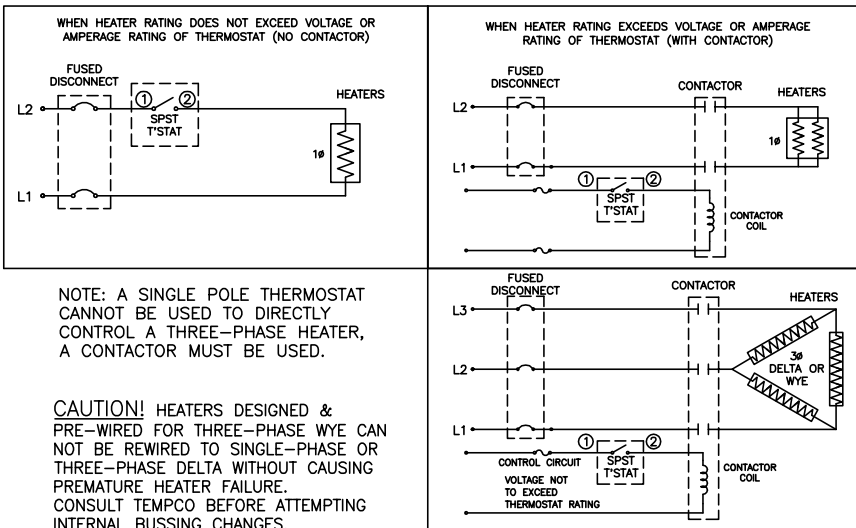 WHEN HEATER RATING DOES NOT EXCEED VOLTAGE OR
AMPERAGE RATING OF THERMOSTAT (NO CONTACTOR)
FUSED
DISCONNECT
HEATERS
L2
1
2
SPST
T'STAT
1ø
L1
WHEN HEATER RATING EXCEEDS VOLTAGE OR AMPERAGE
RATING OF THERMOSTAT (WITH CONTACTOR)
FUSED
DISCONNECT
CONTACTOR
HEATERS
L2
1ø
L1
1
2
SPST
T'STAT
CONTACTOR
COIL
NOTE: A SINGLE POLE THERMOSTAT
CANNOT BE USED TO DIRECTLY
CONTROL A THREE-PHASE HEATER,
A CONTACTOR MUST BE USED.
CAUTION! HEATERS DESIGNED &
PRE-WIRED FOR THREE-PHASE WYE CAN
NOT BE REWIRED TO SINGLE-PHASE OR
THREE-PHASE DELTA WITHOUT CAUSING
PREMATURE HEATER FAILURE.
CONSULT TEMPCO BEFORE ATTEMPTING
INTERNAL BUSSING CHANGES
FUSED
DISCONNECT
CONTACTOR
HEATERS
L3
3ø
DELTA OR
WYE
L2
L1
1
2
SPST
T'STAT
CONTROL CIRCUIT
VOLTAGE NOT
TO EXCEED
THERMOSTAT RATING
CONTACTOR
COIL